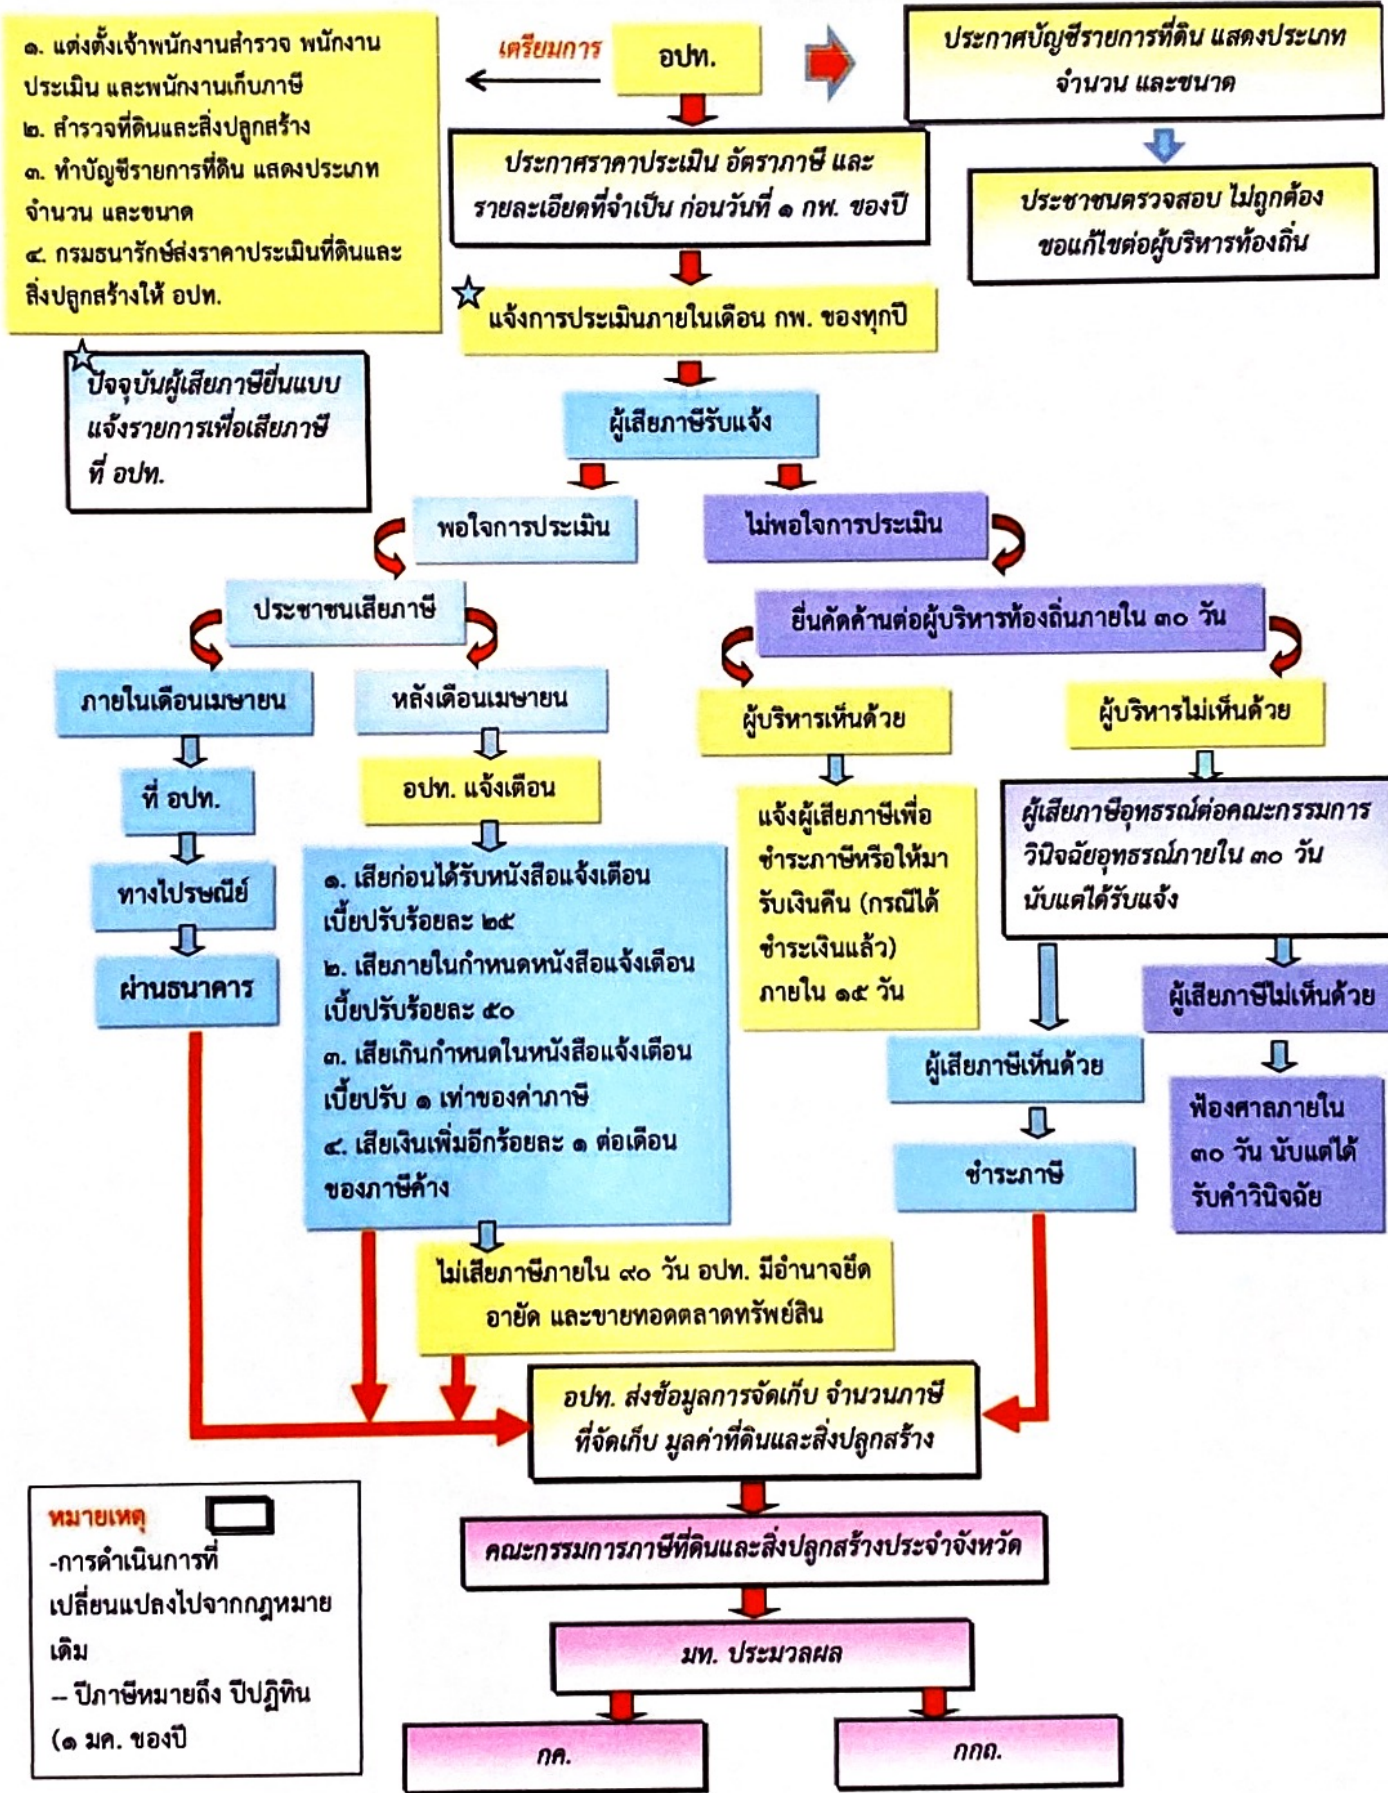 ๑. แต่งตั้งเจ้าพนักงานสำรวจ พนักงาน
ประเมิน และพนักงานเก็บภาษี
๒. สำรวจที่ดินและสิ่งปลูกสร้าง
๓. ทำบัญชีรายการที่ดิน แสดงประเภท
จำนวน และขนาด
๔. กรมธนารักษ์ส่งราคาประเมินที่ดินและ
สิ่งปลูกสร้างให้ อปท.
เตรียมการ
อปท.
ประกาศบัญชีรายการที่ดิน แสดงประเภท
จำนวน และขนาด
ประกาศราคาประเมิน อัตราภาษี และ
รายละเอียดที่จำเป็น ก่อนวันที่ ๑ กพ. ของปี
ประชาชนตรวจสอบ ไม่ถูกต้อง
ขอแก้ไขต่อผู้บริหารท้องถิ่น
แจ้งการประเมินภายในเดือน กพ. ของทุกปี
ปัจจุบันผู้เสียภาษียื่นแบบ
แจ้งรายการเพื่อเสียภาษี
ที่ อปท.
ผู้เสียภาษีรับแจ้ง
พอใจการประเมิน
ไม่พอใจการประเมิน
ประชาชนเสียภาษี
ยื่นคัดค้านต่อผู้บริหารท้องถิ่นภายใน ๓๐ วัน
ภายในเดือนเมษายน
หลังเดือนเมษายน
ผู้บริหารเห็นด้วย
ผู้บริหารไม่เห็นด้วย
ที่ อปท.
อปท. แจ้งเตือน
แจ้งผู้เสียภาษีเพื่อ
ชำระภาษีหรือให้มา
รับเงินคืน (กรณีได้
ชำระเงินแล้ว)
ภายใน ๑๕ วัน
ผู้เสียภาษีอุทธรณ์ต่อคณะกรรมการ
วินิจฉัยอุทธรณ์ภายใน ๓๐ วัน
นับแต่ได้รับแจ้ง
ทางไปรษณีย์
ผ่านธนาคาร
๑. เสียก่อนได้รับหนังสือแจ้งเตือน
เบี้ยปรับร้อยละ ๒๕
๒. เสียภายในกำหนดหนังสือแจ้งเตือน
เบี้ยปรับร้อยละ ๕๐
๓. เสียเกินกำหนดในหนังสือแจ้งเตือน
เบี้ยปรับ ๑ เท่าของค่าภาษี
๔. เสียเงินเพิ่มอีกร้อยละ ๑ ต่อเดือน
ของภาษีค้าง
ผู้เสียภาษีไม่เห็นด้วย
ผู้เสียภาษีเห็นด้วย
ฟ้องศาลภายใน
๓๐ วัน นับแต่ได้
รับคำวินิจฉัย
ชำระภาษี
ไม่เสียภาษีภายใน ๙๐ วัน อปท. มีอำนาจยึด
อายัด และขายทอดตลาดทรัพย์สิน
อปท. ส่งข้อมูลการจัดเก็บ จำนวนภาษี
ที่จัดเก็บ มูลค่าที่ดินและสิ่งปลูกสร้าง
คณะกรรมการภาษีที่ดินและสิ่งปลูกสร้างประจำจังหวัด
มท. ประมวลผล
กค.
กกถ.
หมายเหตุ
-การดำเนินการที่
เปลี่ยนแปลงไปจากกฎหมาย
เดิม
-- ปีภาษีหมายถึง ปีปฏิทิน
(๑ มค. ของปี